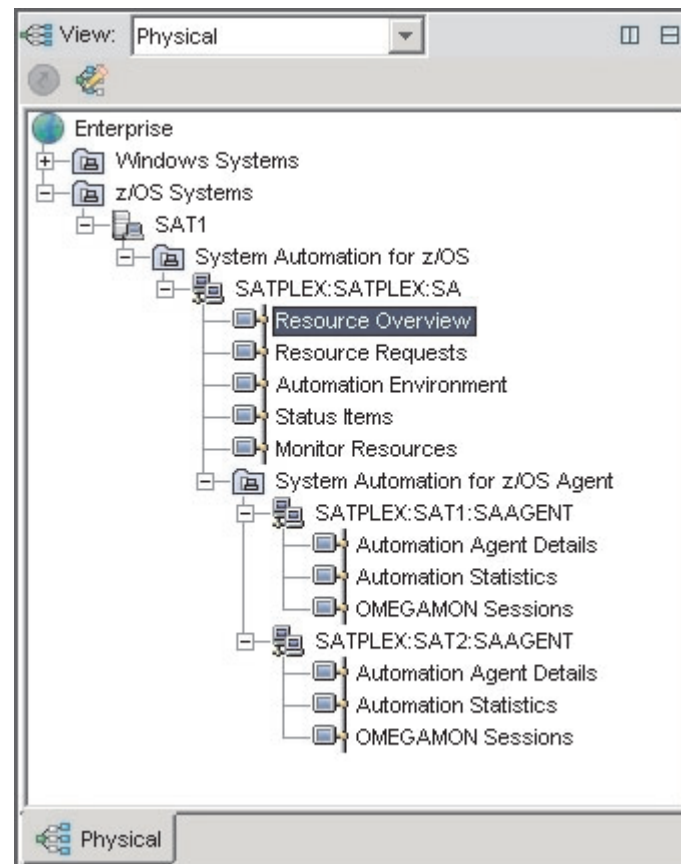 View: Physical
Enterprise
Windows Systems
z/OS Systems
SAT1
System Automation for z/OS
SATPLEX:SATPLEX:SA
Resource Overview
Resource Requests
Automation Environment
Status Items
Monitor Resources
System Automation for z/OS Agent
SATPLEX:SAT1:SAAGENT
Automation Agent Details
Automation Statistics
OMEGAMON Sessions
SATPLEX:SAT2:SAAGENT
Automation Agent Details
Automation Statistics
OMEGAMON Sessions
Physical